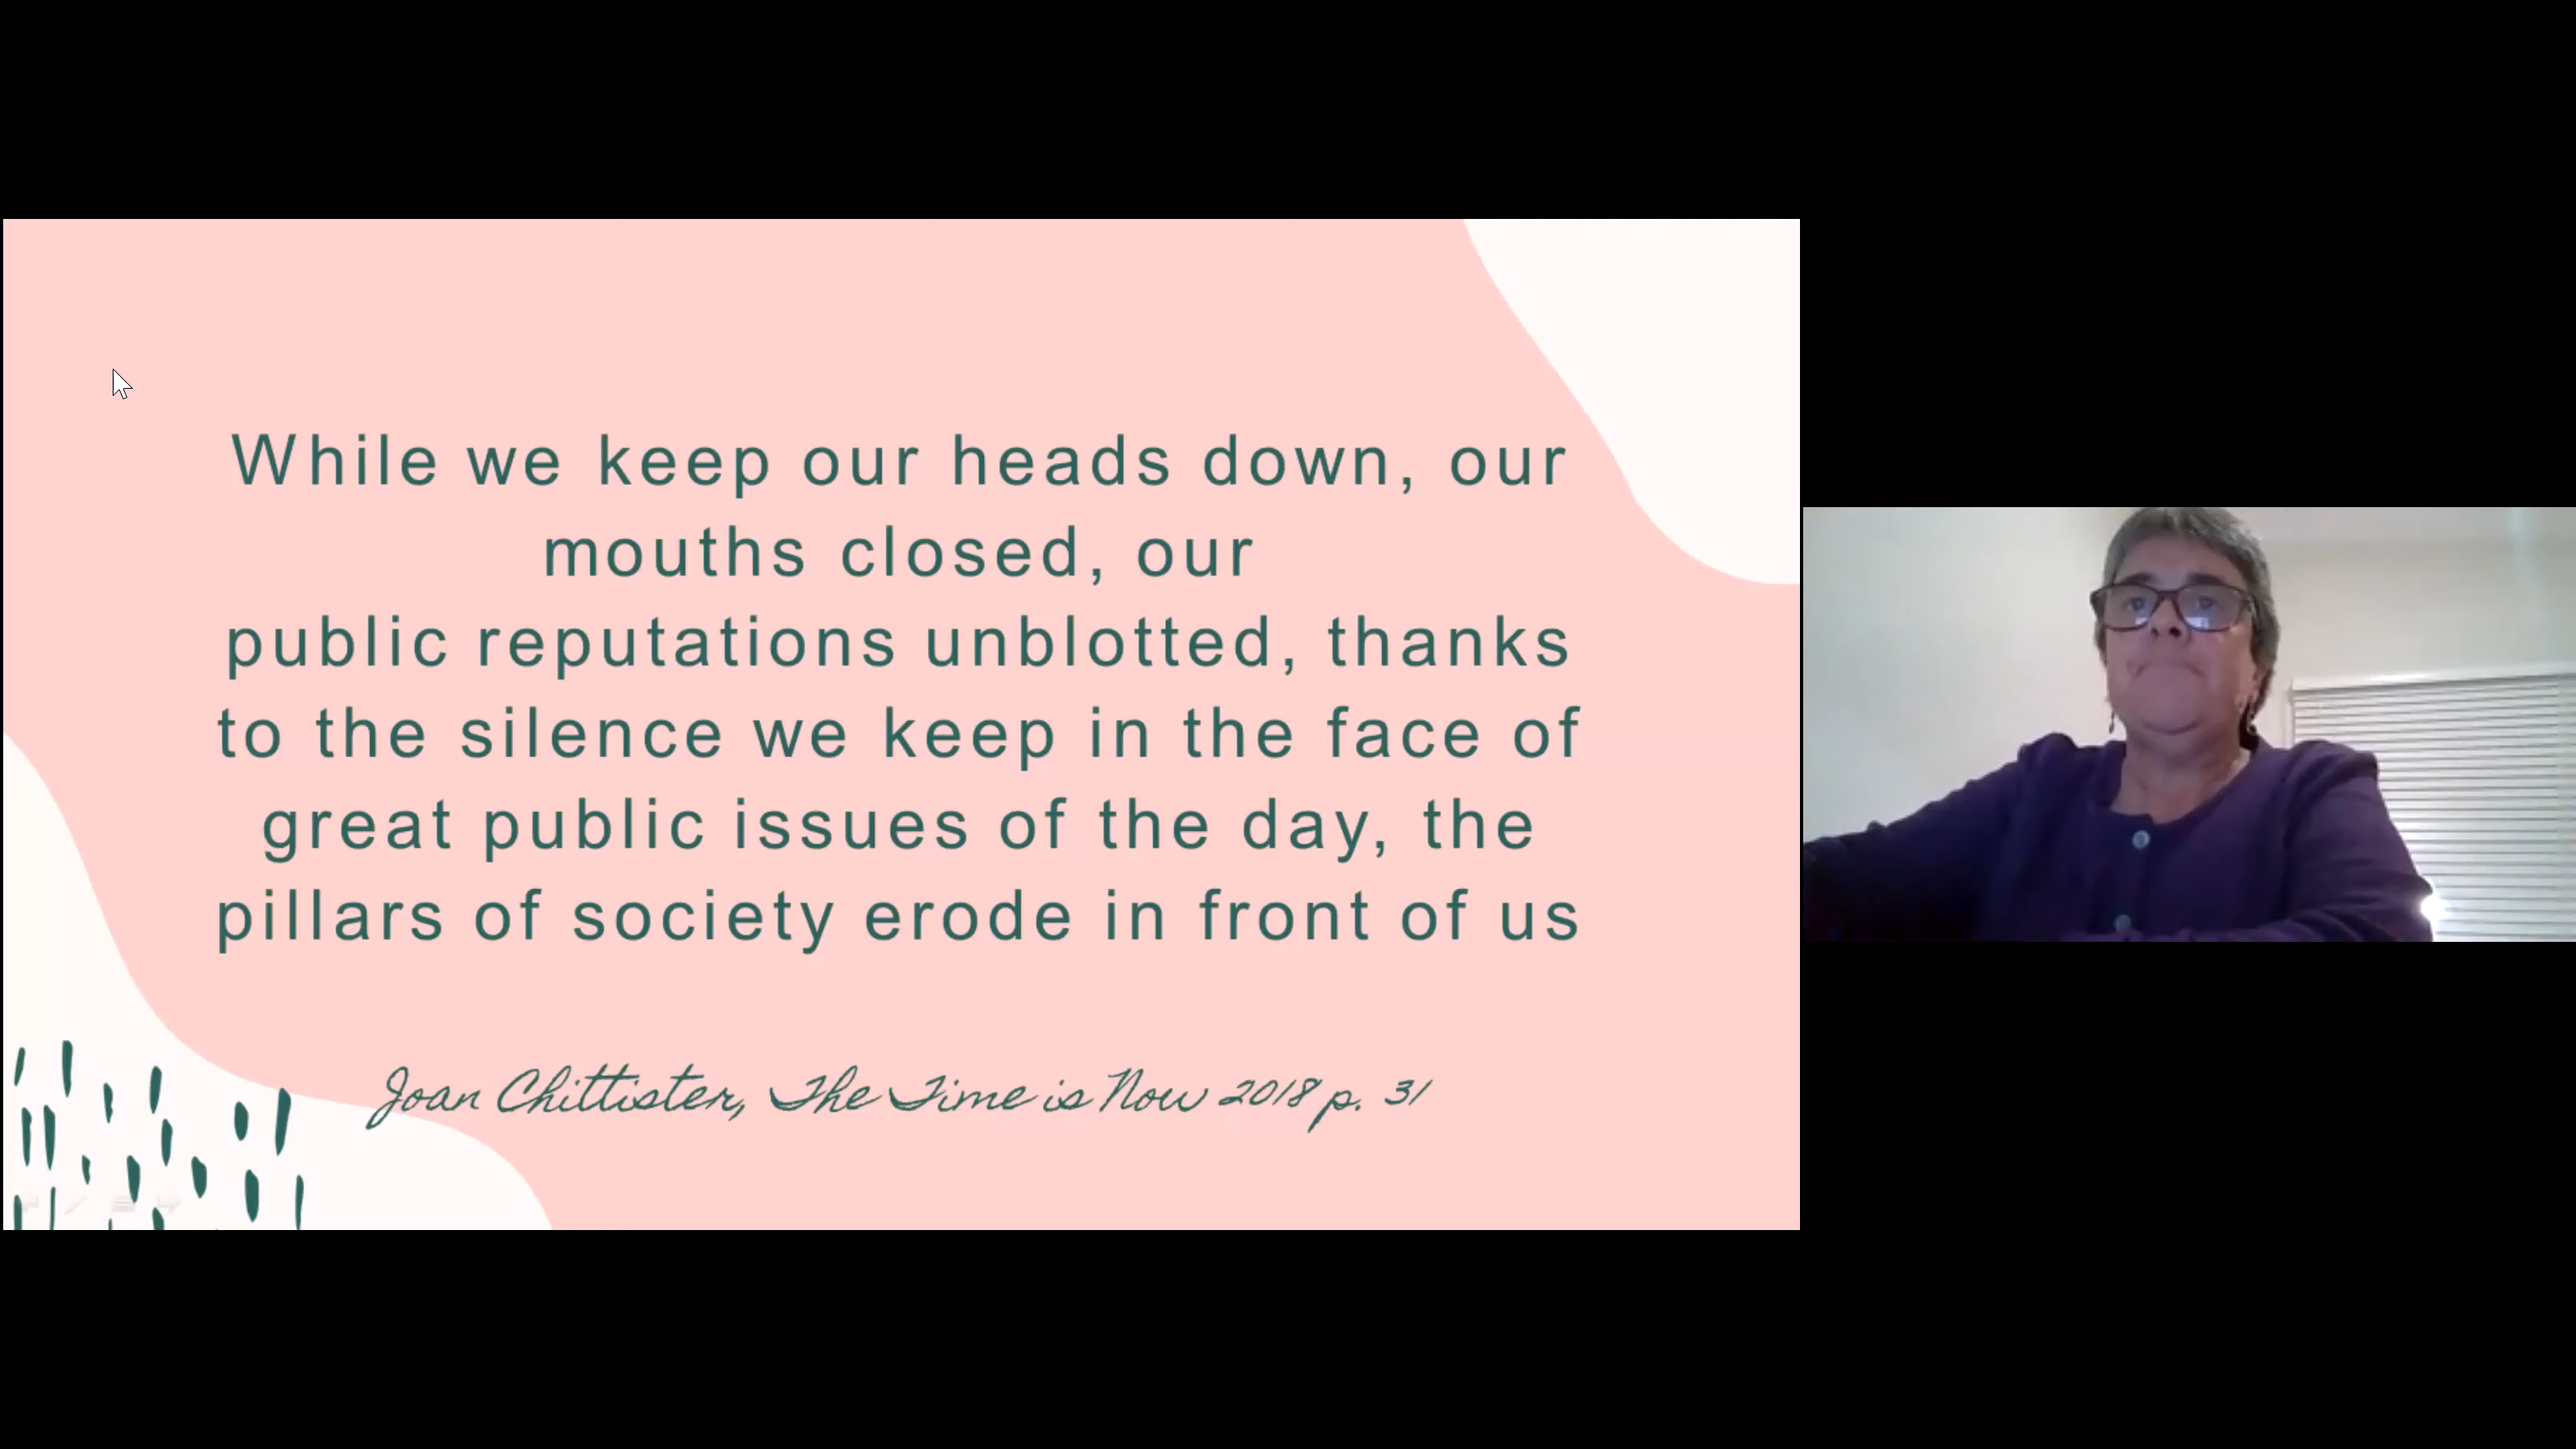 While we keep our heads down, our
mouths closed, our
public reputations unblotted, thanks
to the silence we keep in the face of
great public issues of the day, the
pillars of society erode in front of us
Joan Chittister, The Time is Now 2018 p. 31